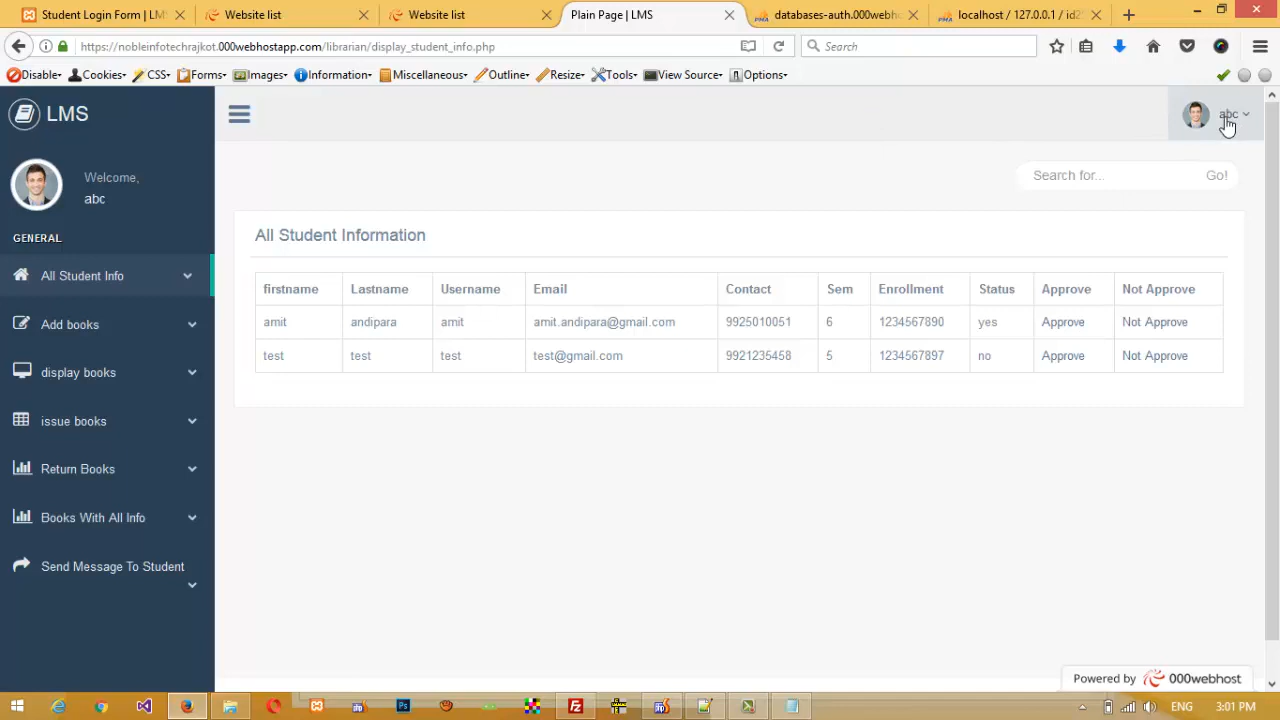 Student Login Form | LMS
Website list
Website list
Plain Page | LMS
databases-auth.000webh
localhost / 127.0.0.1 / id2
https://nobleinfotechrajkot.000webhostapp.com/librarian/display_student_info.php
Search
Disable
Cookies
CSS
Forms
Images
Information
Miscellaneous
Outline
Resize
Tools
View Source
Options
LMS
abc
Welcome,
abc
Search for...
Go!
GENERAL
All Student Info
Add books
display books
issue books
Return Books
Books With All Info
Send Message To Student
All Student Information
firstname Lastname Username Email Contact Sem Enrollment Status Approve Not Approve
amit andipara amit amit.andipara@gmail.com 9925010051 6 1234567890 yes Approve Not Approve
test test test test@gmail.com 9921235458 5 1234567897 no Approve Not Approve
Powered by 000webhost
ENG
3:01 PM